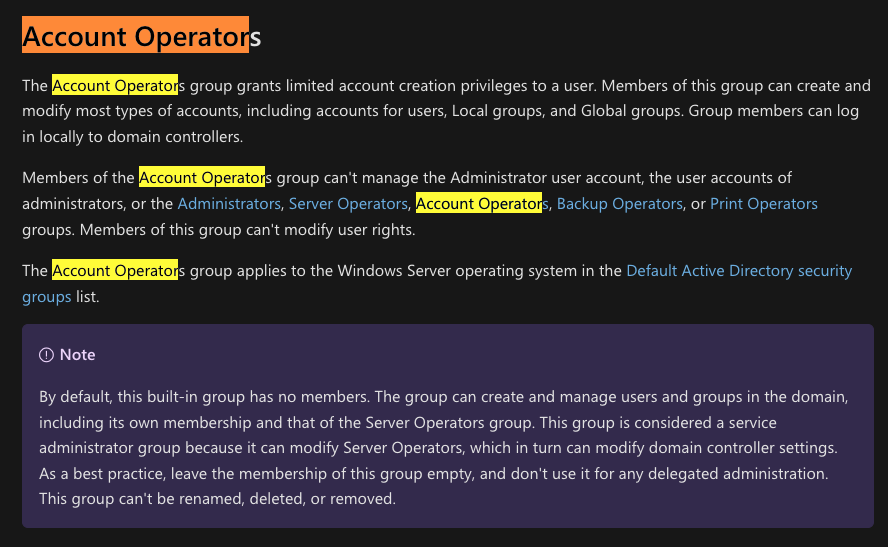 Account Operators
The Account Operators group grants limited account creation privileges to a user. Members of this group can create and
modify most types of accounts, including accounts for users, Local groups, and Global groups. Group members can log
in locally to domain controllers.
Members of the Account Operators group can't manage the Administrator user account, the user accounts of
administrators, or the Administrators, Server Operators, Account Operators, Backup Operators, or Print Operators
groups. Members of this group can't modify user rights.
The Account Operators group applies to the Windows Server operating system in the Default Active Directory security
groups list.
Note
By default, this built-in group has no members. The group can create and manage users and groups in the domain,
including its own membership and that of the Server Operators group. This group is considered a service
administrator group because it can modify Server Operators, which in turn can modify domain controller settings.
As a best practice, leave the membership of this group empty, and don't use it for any delegated administration.
This group can't be renamed, deleted, or removed.